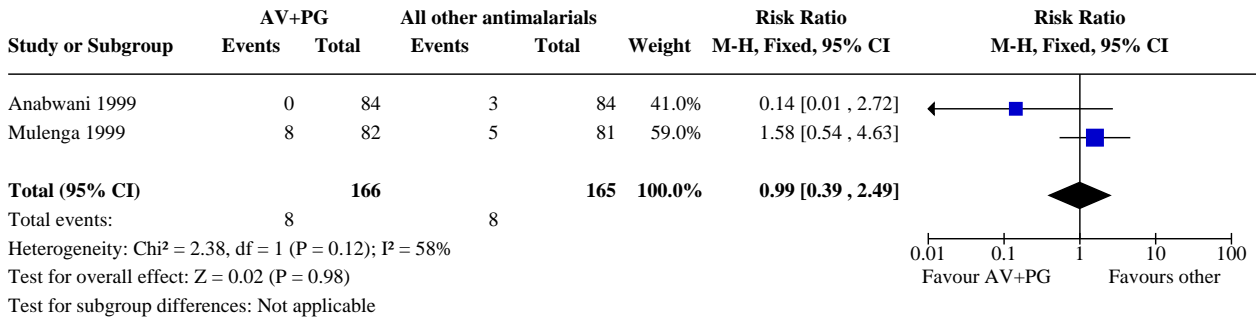 AV+PG All other antimalarials Risk Ratio Risk Ratio
Study or Subgroup Events Total Events Total Weight M-H, Fixed, 95% CI M-H, Fixed, 95% CI
Anabwani 1999 0 84 3 84 41.0% 0.14 [0.01 , 2.72]
Mulenga 1999 8 82 5 81 59.0% 1.58 [0.54 , 4.63]
Total (95% CI) 166 165 100.0% 0.99 [0.39 , 2.49]
Total events: 8 8
Heterogeneity: Chi² = 2.38, df = 1 (P = 0.12); I² = 58%
Test for overall effect: Z = 0.02 (P = 0.98)
Test for subgroup differences: Not applicable
0.01 0.1 1 10 100
Favour AV+PG Favours other